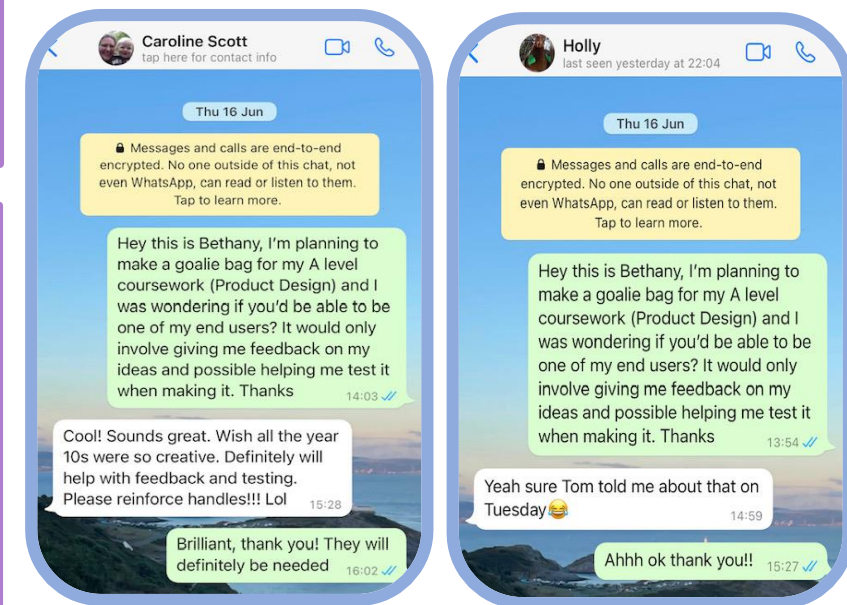 Caroline Scott
tap here for contact info
Thu 16 Jun
Messages and calls are end-to-end
encrypted. No one outside of this chat, not
even WhatsApp, can read or listen to them.
Tap to learn more.
Hey this is Bethany, I'm planning to
make a goalie bag for my A level
coursework (Product Design) and I
was wondering if you'd be able to be
one of my end users? It would only
involve giving me feedback on my
ideas and possible helping me test it
when making it. Thanks
14:03
Cool! Sounds great. Wish all the year
10s were so creative. Definitely will
help with feedback and testing.
Please reinforce handles!!! Lol
15:28
Brilliant, thank you! They will
definitely be needed
16:02
Holly
last seen yesterday at 22:04
Thu 16 Jun
Messages and calls are end-to-end
encrypted. No one outside of this chat, not
even WhatsApp, can read or listen to them.
Tap to learn more.
Hey this is Bethany, I'm planning to
make a goalie bag for my A level
coursework (Product Design) and I
was wondering if you'd be able to be
one of my end users? It would only
involve giving me feedback on my
ideas and possible helping me test it
when making it. Thanks
13:54
Yeah sure Tom told me about that on
Tuesday😂
14:59
Ahhh ok thank you!!
15:27